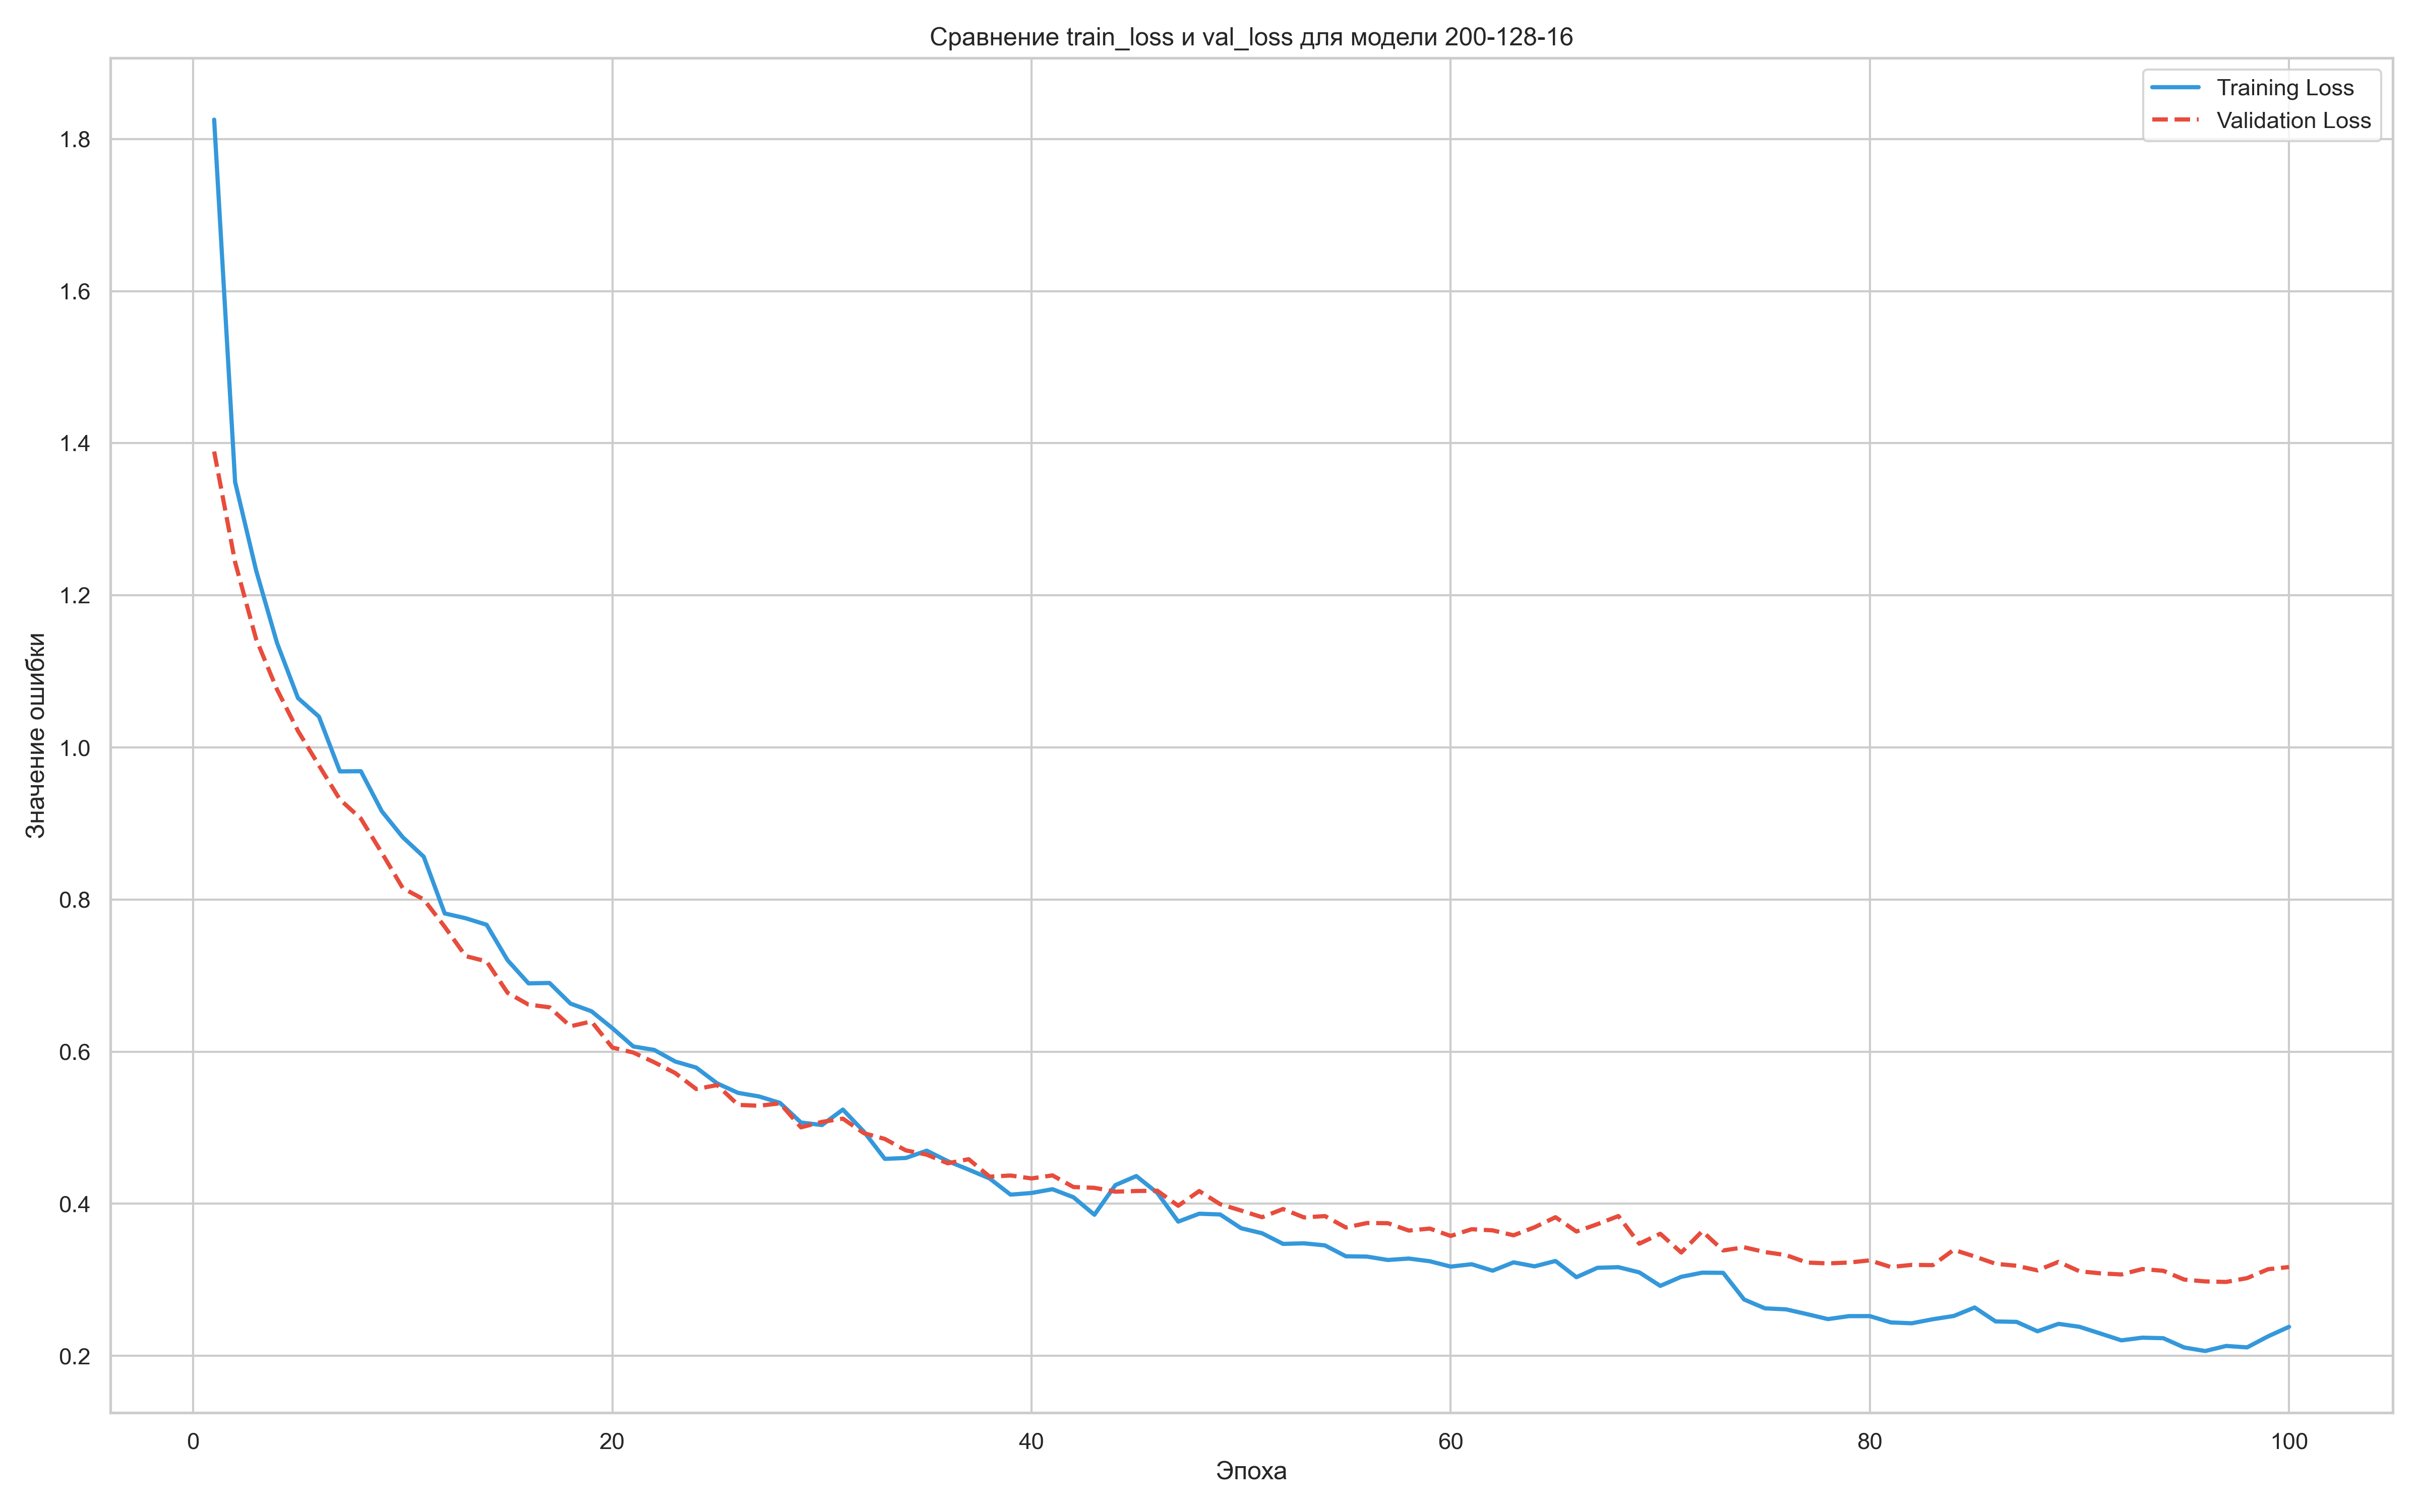 Сравнение train_loss и val_loss для модели 200-128-16
Training Loss
Validation Loss
1.8
1.6
1.4
1.2
1.0
0.8
0.6
0.4
0.2
Значение ошибки
0 20 40 60 80 100
Эпоха